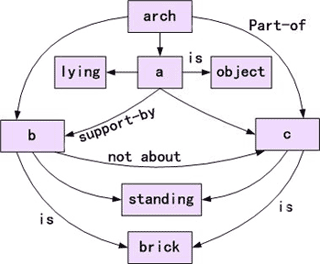 arch
Part-of
is
lying
a
object
b
support-by
c
not about
standing
is
is
brick